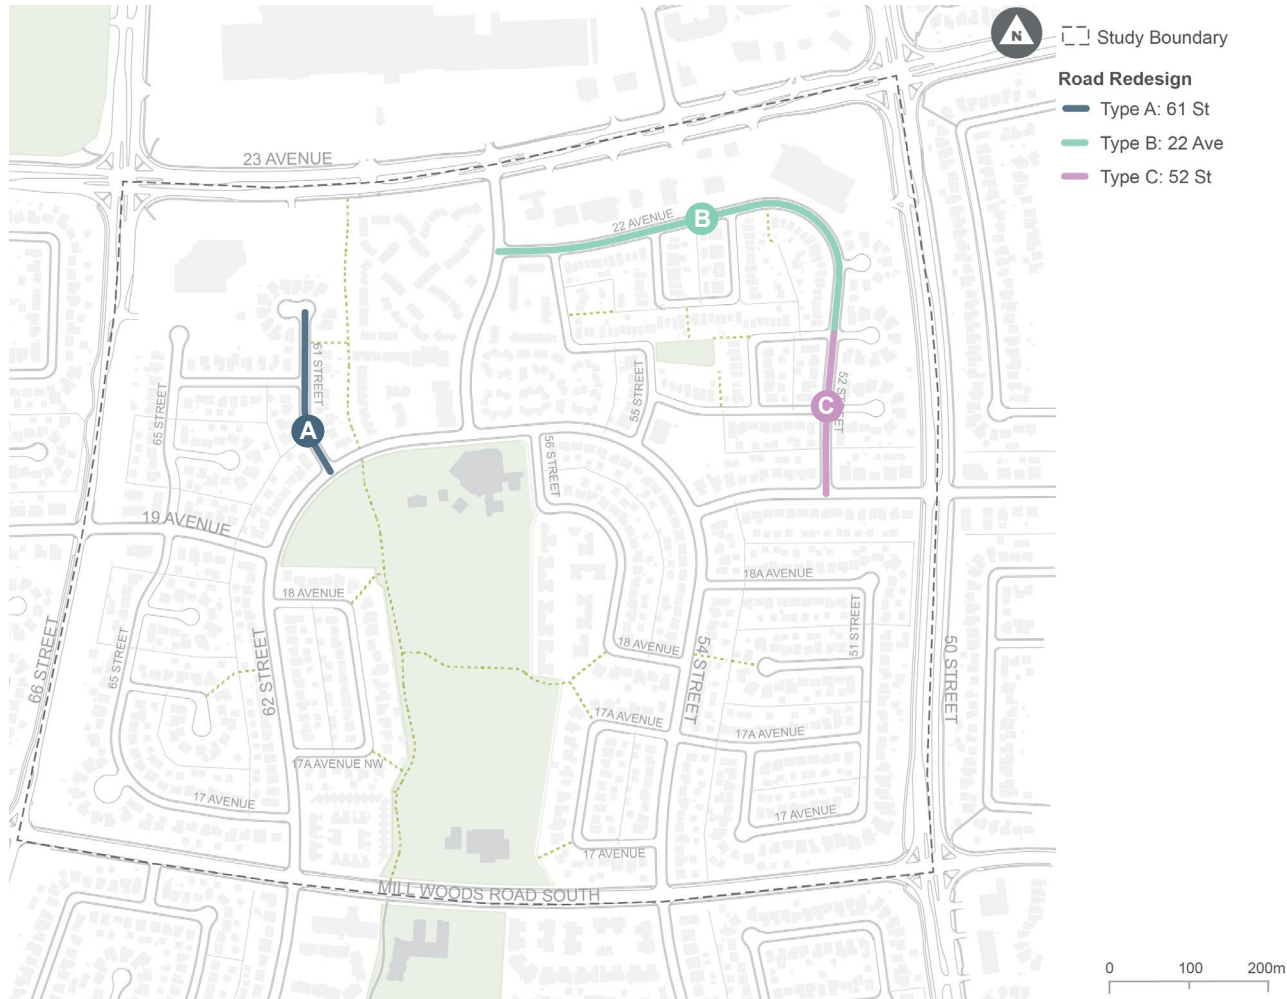 N
Study Boundary
Road Redesign
Type A: 61 St
Type B: 22 Ave
Type C: 52 St
23 AVENUE
22 AVENUE
B
61 STREET
A
65 STREET
55 STREET
52 STREET
C
56 STREET
19 AVENUE
18 AVENUE
18A AVENUE
51 STREET
66 STREET
65 STREET
62 STREET
18 AVENUE
54 STREET
50 STREET
17A AVENUE
17A AVENUE
17A AVENUE NW
17 AVENUE
17 AVENUE
17 AVENUE
MILL WOODS ROAD SOUTH
0 100 200m